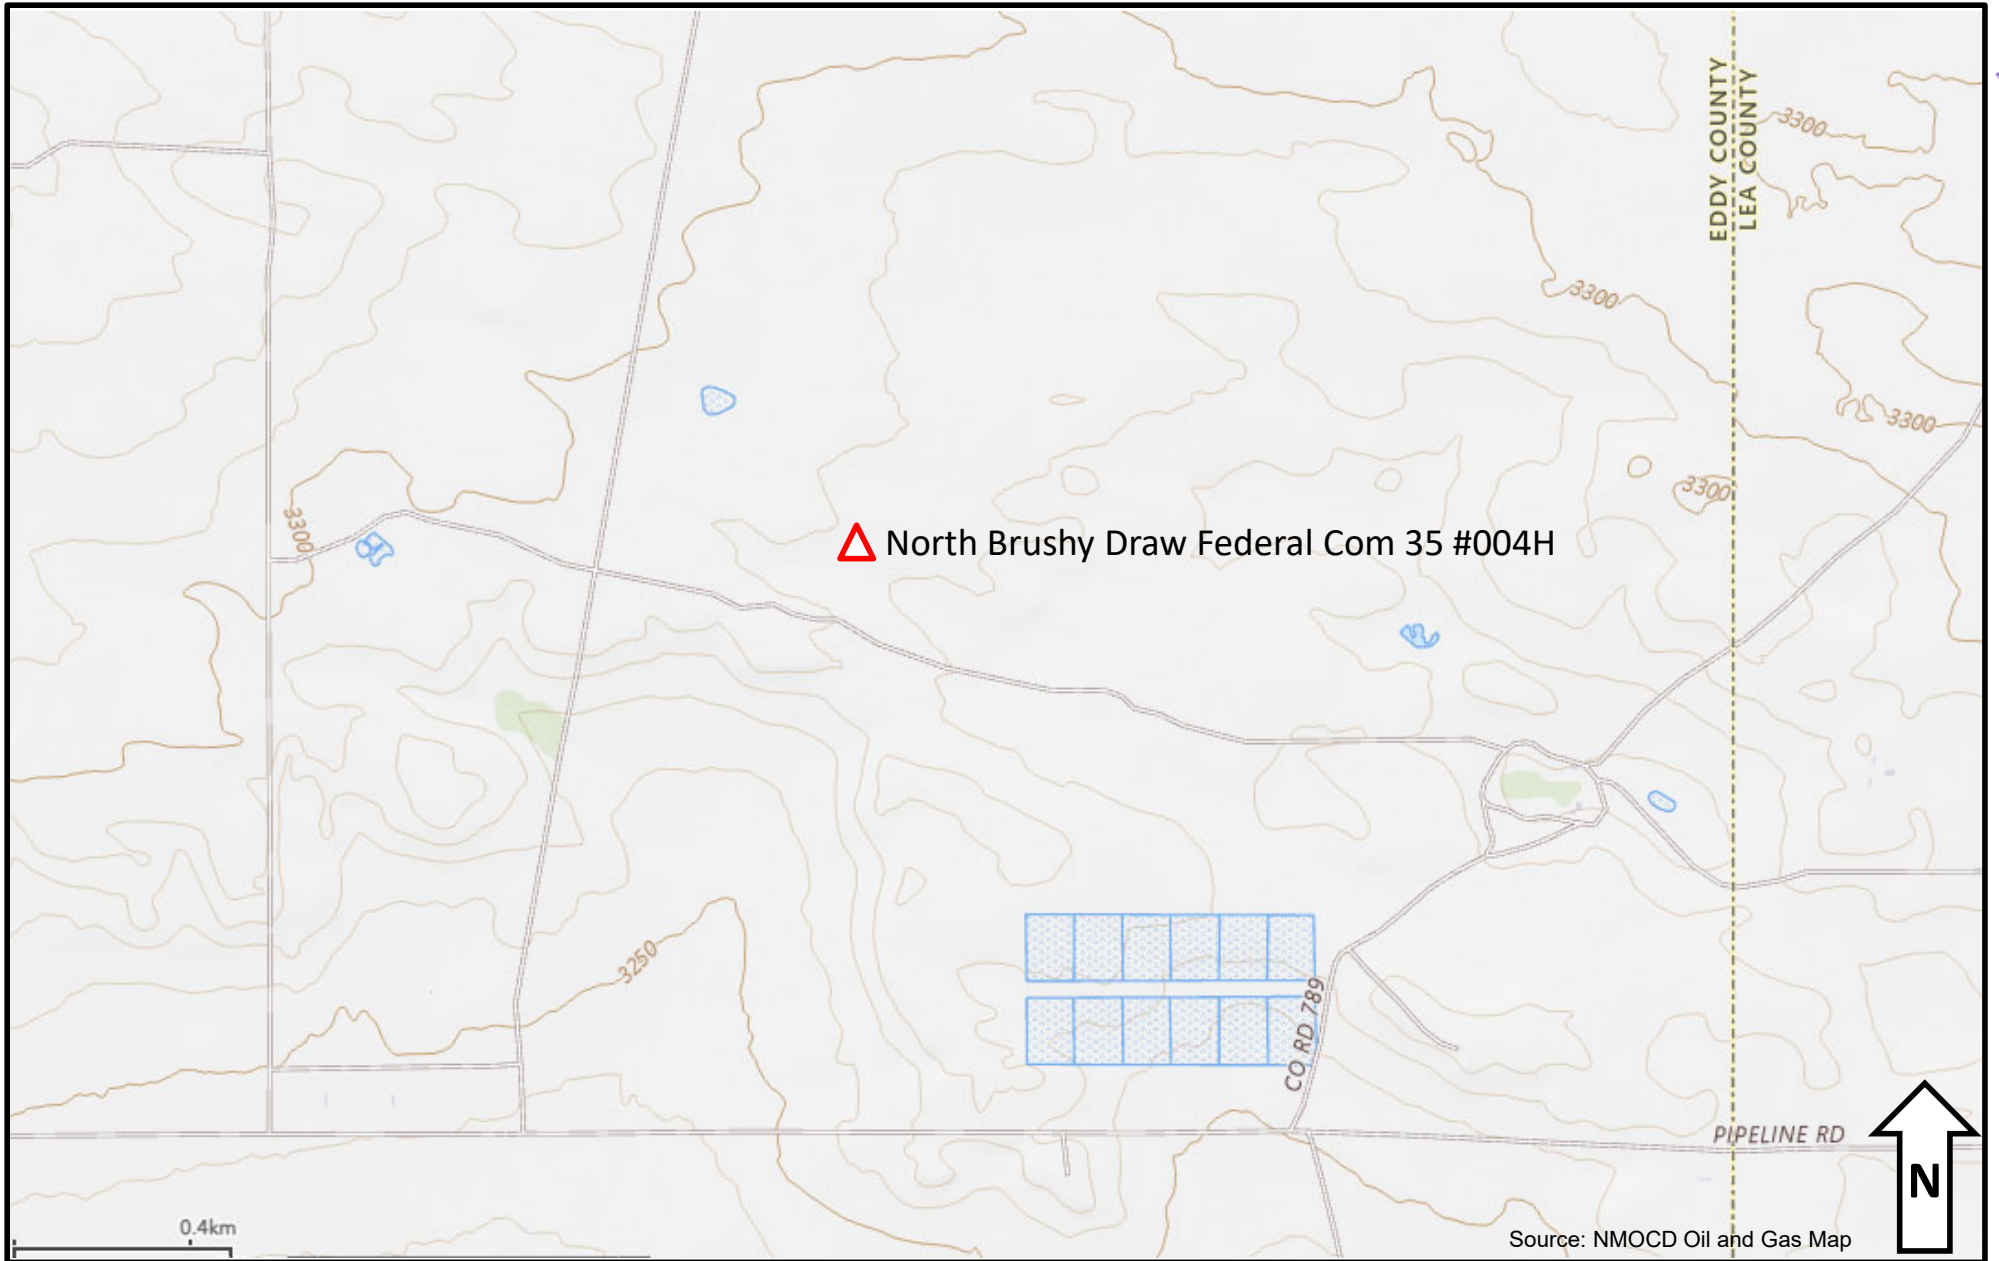 EDDY COUNTY
LEA COUNTY
3300
3300
3300
3300
3300
North Brushy Draw Federal Com 35 #004H
3250
CO RD 789
PIPELINE RD
N
0.4km
Source: NMOCD Oil and Gas Map